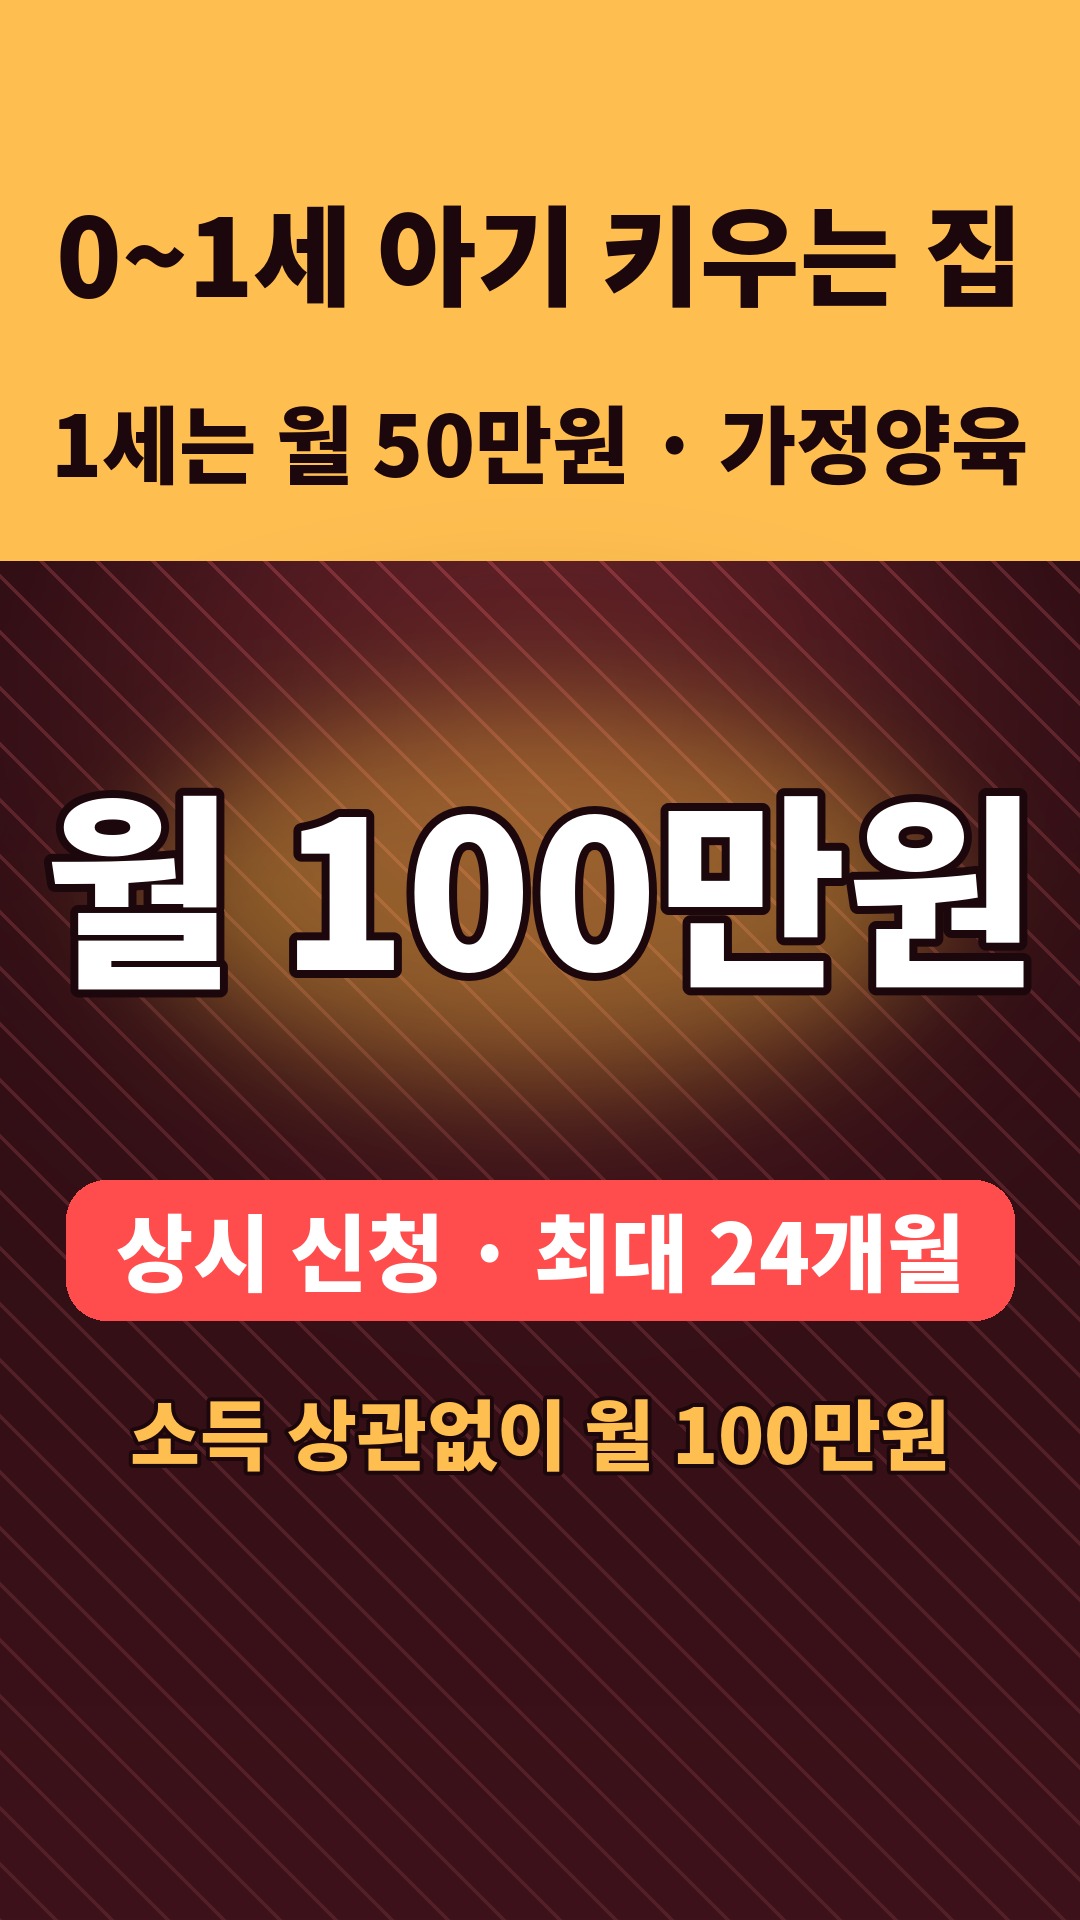 0~1세 아기 키우는 집
1세는 월 50만원 · 가정양육
월 100만원
상시 신청 · 최대 24개월
소득 상관없이 월 100만원